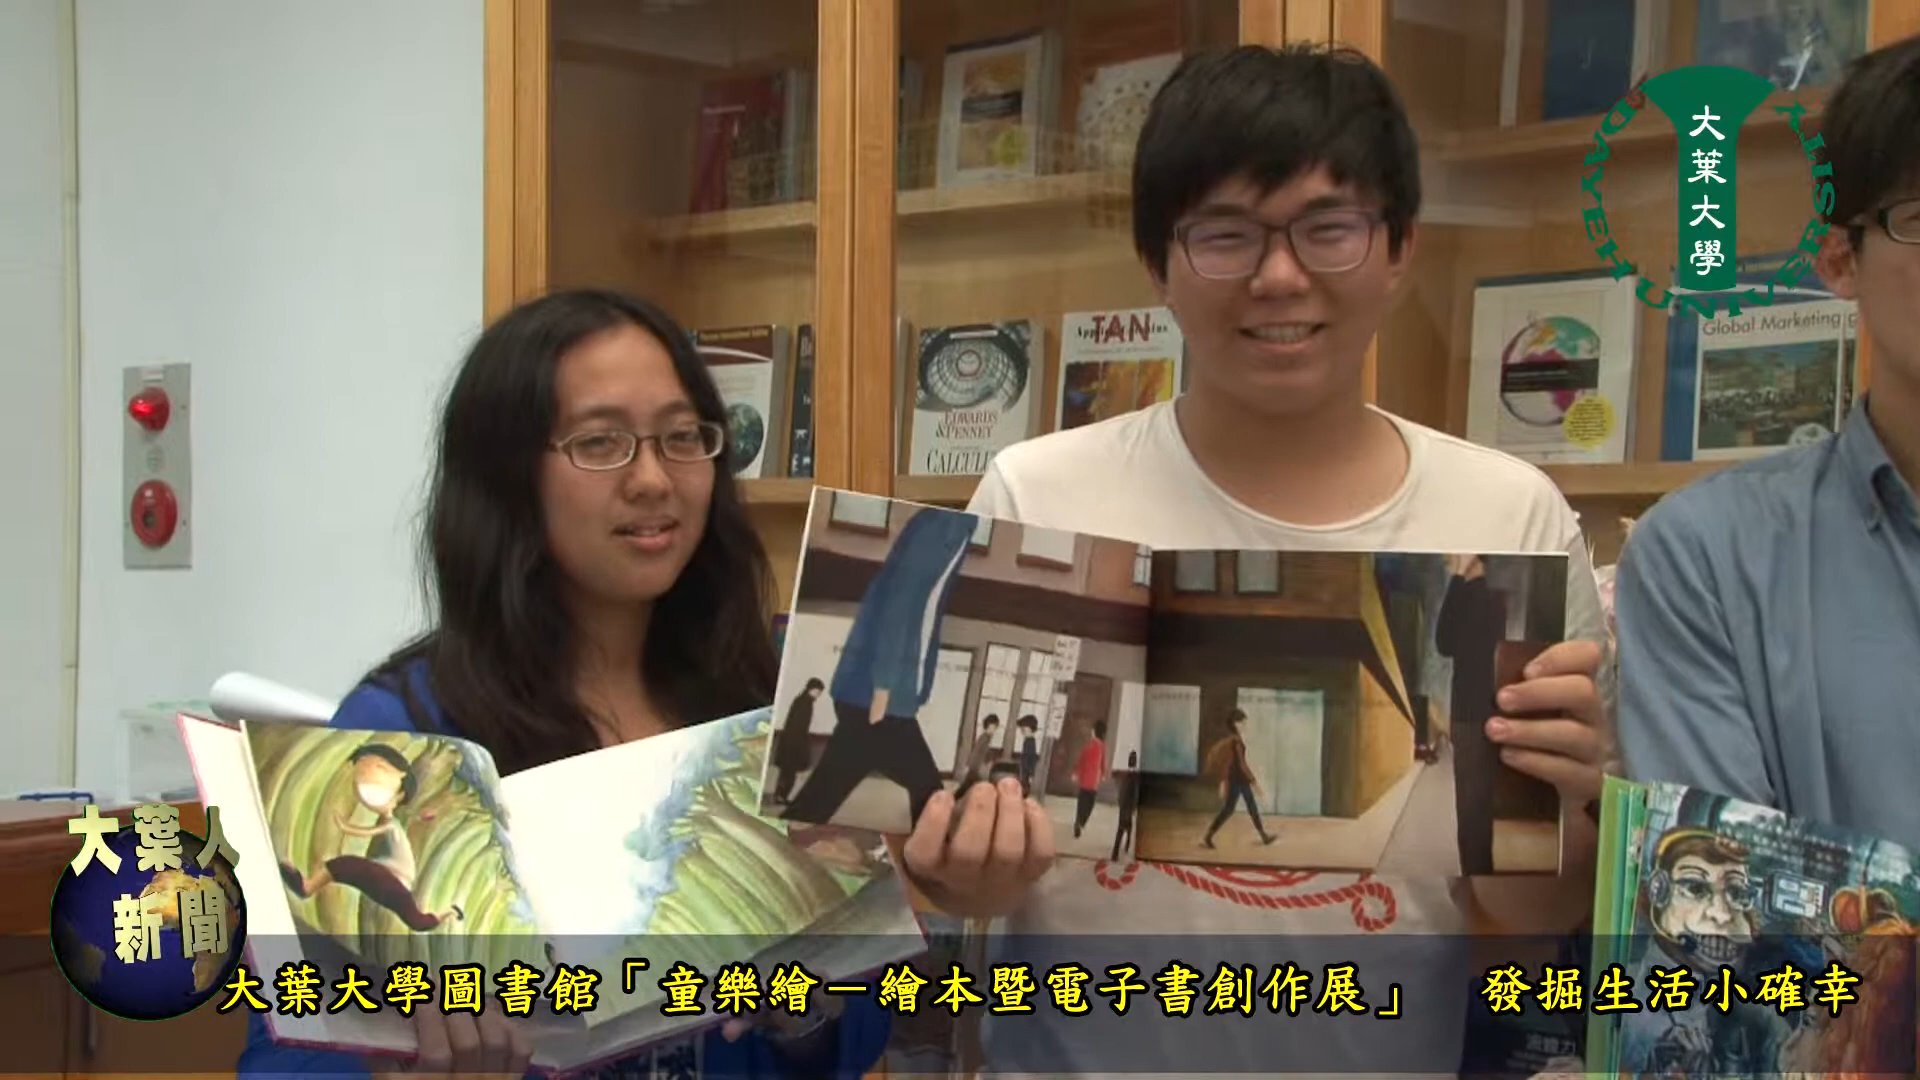 大葉大學
DAYEH UNIVERSITY
TAN
Global Marketing
EDWARDS
& PENNEY
大葉人
新聞
大葉大學圖書館「童樂繪－繪本暨電子書創作展」 發掘生活小確幸